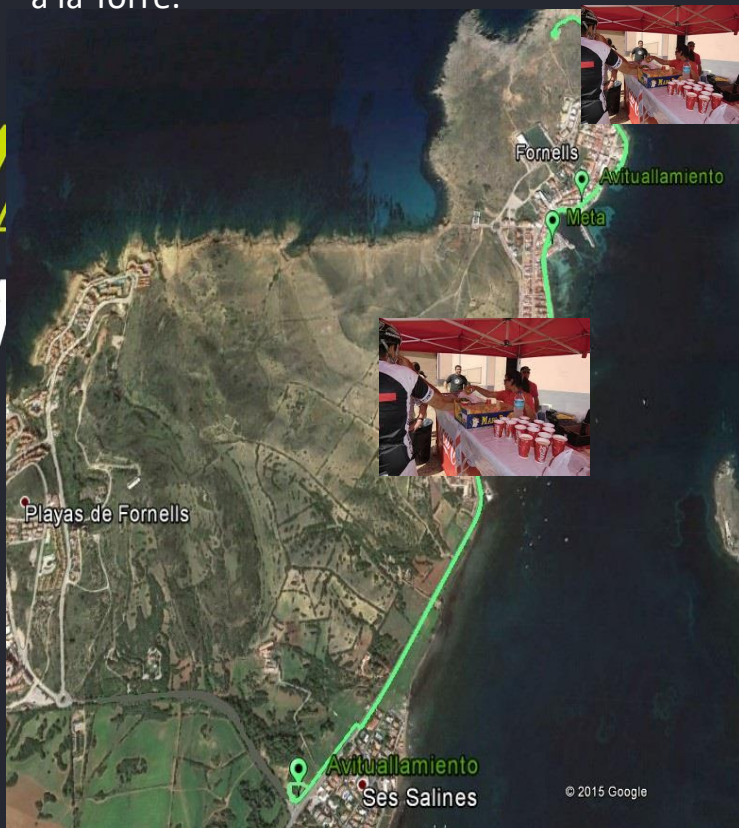 a la Torre.
Fornells
Avituallamiento
Meta
Playas de Fornells
Avituallamiento
Ses Salines
© 2015 Google